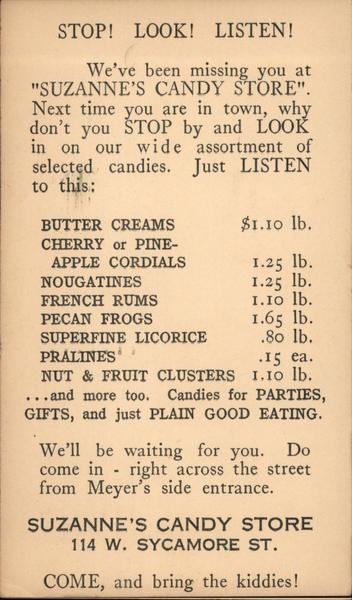 STOP! LOOK! LISTEN!
We've been missing you at
"SUZANNE'S CANDY STORE".
Next time you are in town, why
don't you STOP by and LOOK
in on our wide assortment of
selected candies. Just LISTEN
to this:
BUTTER CREAMS $1.10 lb.
CHERRY or PINE-
APPLE CORDIALS 1.25 lb.
NOUGATINES 1.25 lb.
FRENCH RUMS 1.10 lb.
PECAN FROGS 1.65 lb.
SUPERFINE LICORICE .80 lb.
PRALINES .15 ea.
NUT & FRUIT CLUSTERS 1.10 lb.
...and more too. Candies for PARTIES,
GIFTS, and just PLAIN GOOD EATING.
We'll be waiting for you. Do
come in - right across the street
from Meyer's side entrance.
SUZANNE'S CANDY STORE
114 W. SYCAMORE ST.
COME, and bring the kiddies!